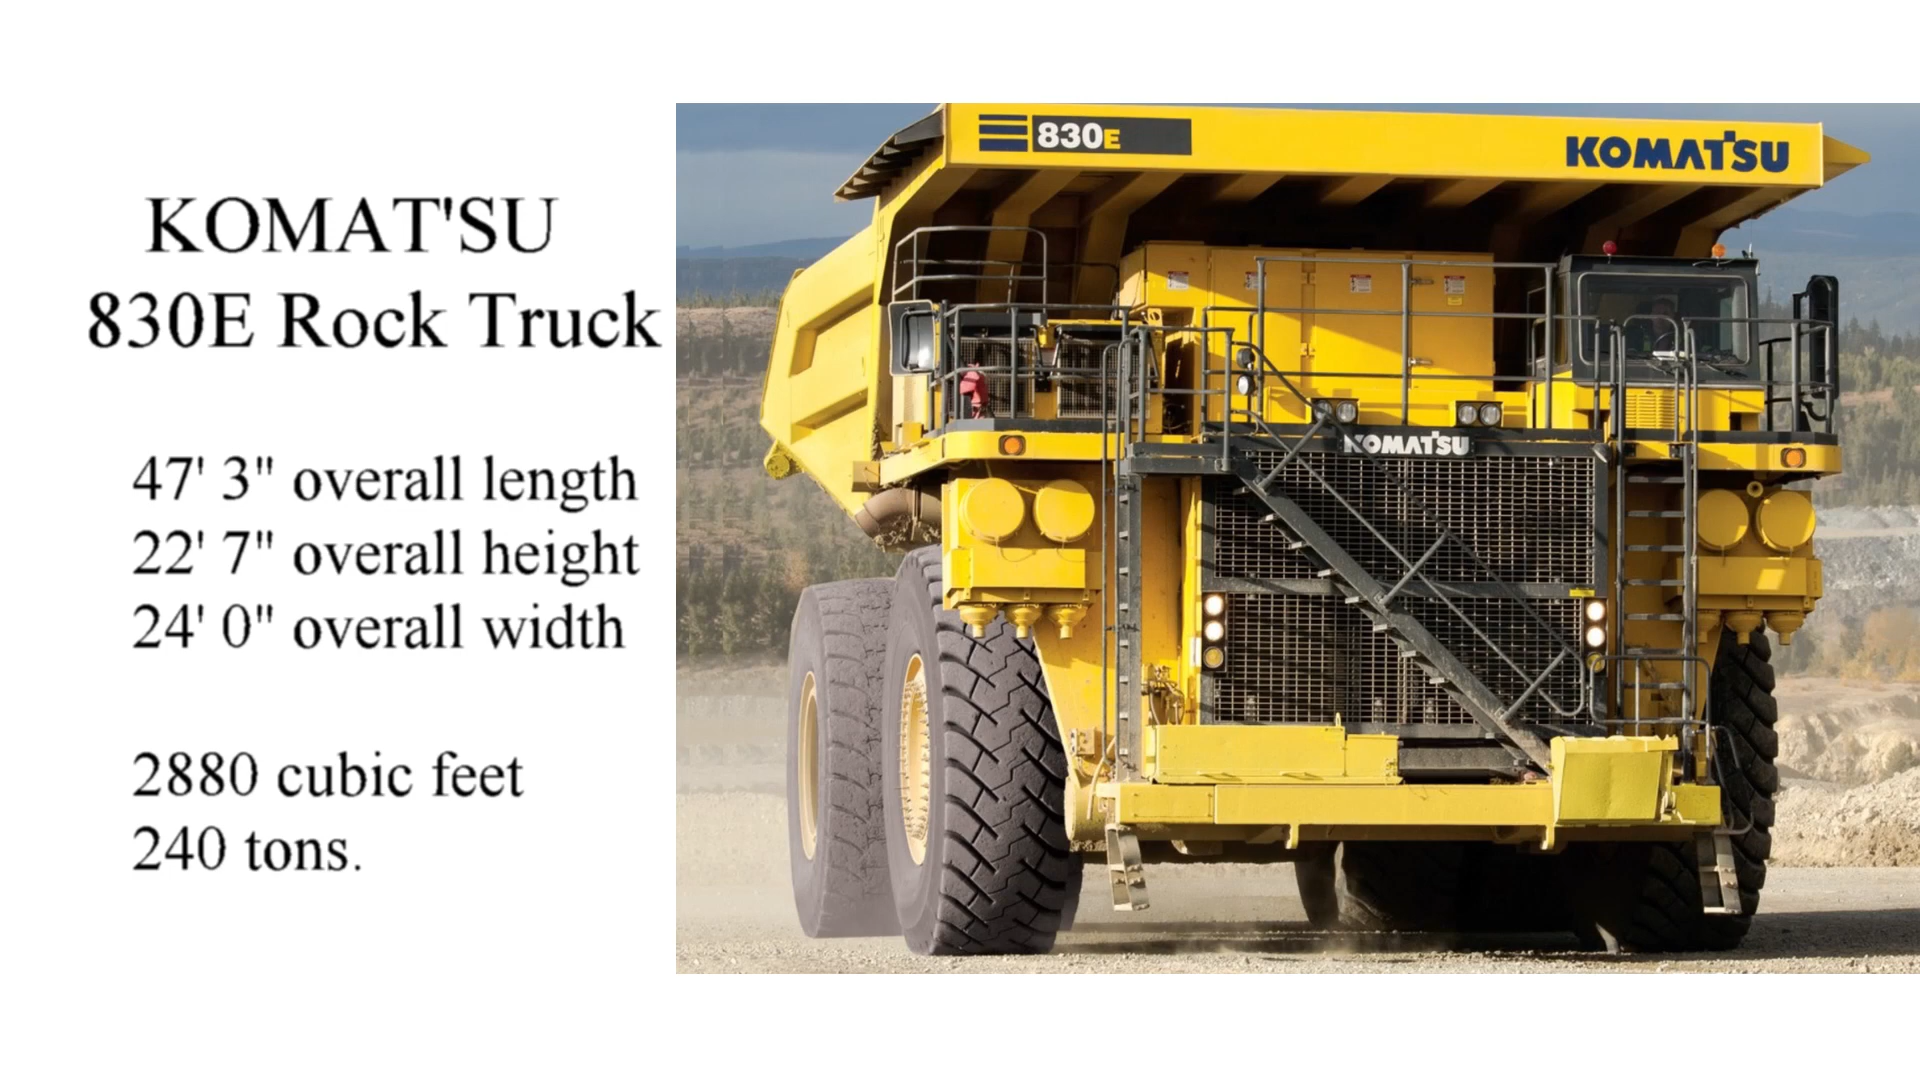 KOMAT'SU
830E Rock Truck
47' 3" overall length
22' 7" overall height
24' 0" overall width
2880 cubic feet
240 tons.
830E
KOMATSU
KOMATSU